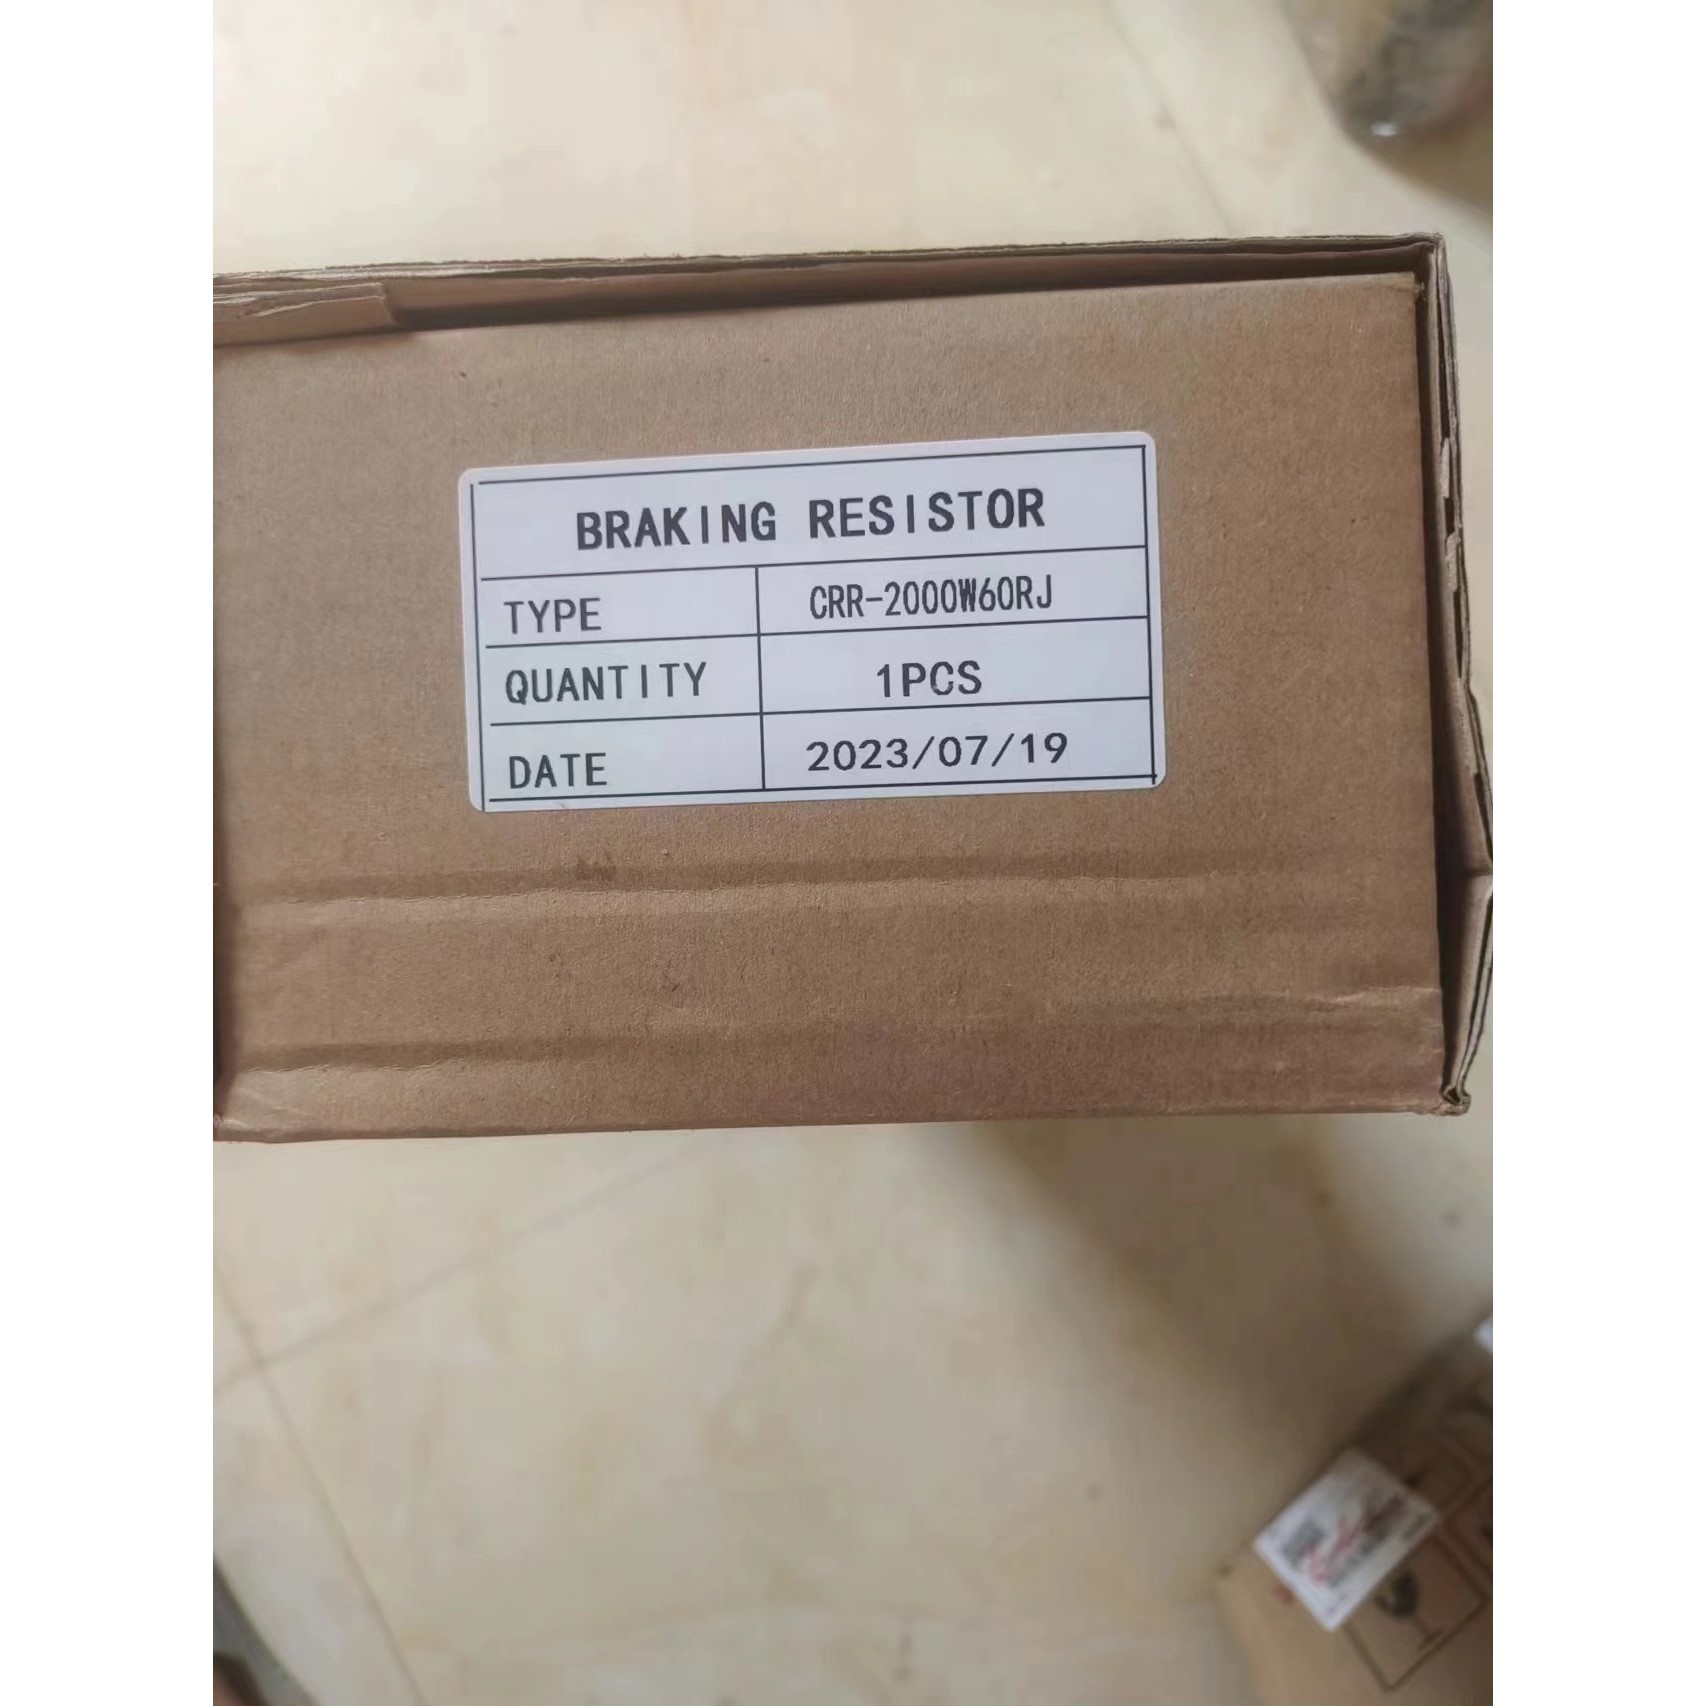 BRAKING RESISTOR
TYPE CRR-2000W60RJ
QUANTITY 1PCS
DATE 2023/07/19